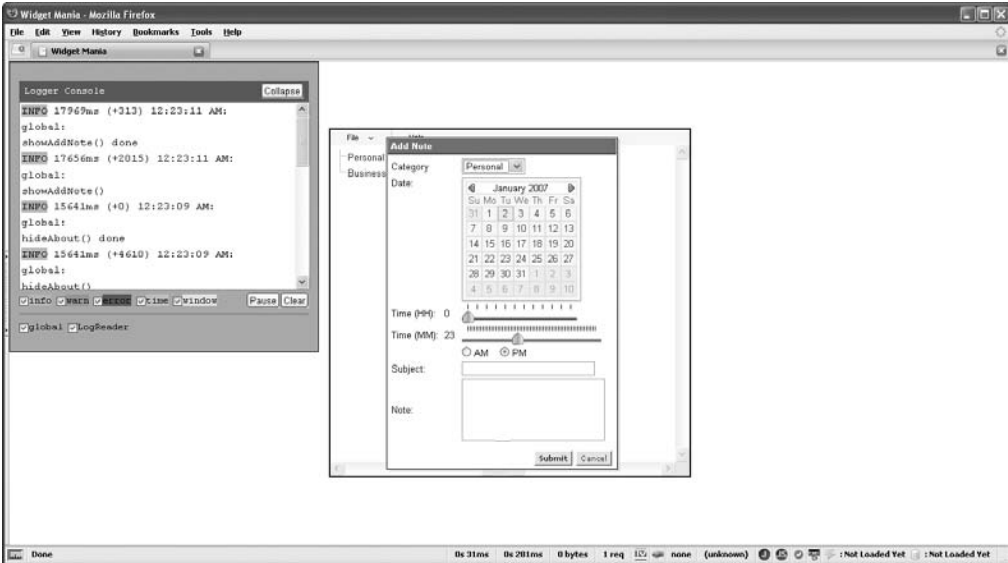 Widget Mania - Mozilla Firefox
File Edit View History Bookmarks Tools Help
Widget Mania
Logger Console Collapse
INFO 17969ms (+313) 12:23:11 AM:
global:
showAddNote() done
INFO 17656ms (+2015) 12:23:11 AM:
global:
showAddNote()
INFO 15641ms (+0) 12:23:09 AM:
global:
hideAbout() done
INFO 15641ms (+4610) 12:23:09 AM:
global:
hideAbout()
info warn error time window Pause Clear
global LogReader
File Help
Personal
Business
Add Note
Category Personal
Date: January 2007
Su Mo Tu We Th Fr Sa
31 1 2 3 4 5 6
7 8 9 10 11 12 13
14 15 16 17 18 19 20
21 22 23 24 25 26 27
28 29 30 31 1 2 3
4 5 6 7 8 9 10
Time (HH): 0
Time (MM): 23
AM PM
Subject:
Note:
Submit Cancel
Done 0s 31ms 0s 201ms 0 bytes 1 req none (unknown) : Not Loaded Yet : Not Loaded Yet